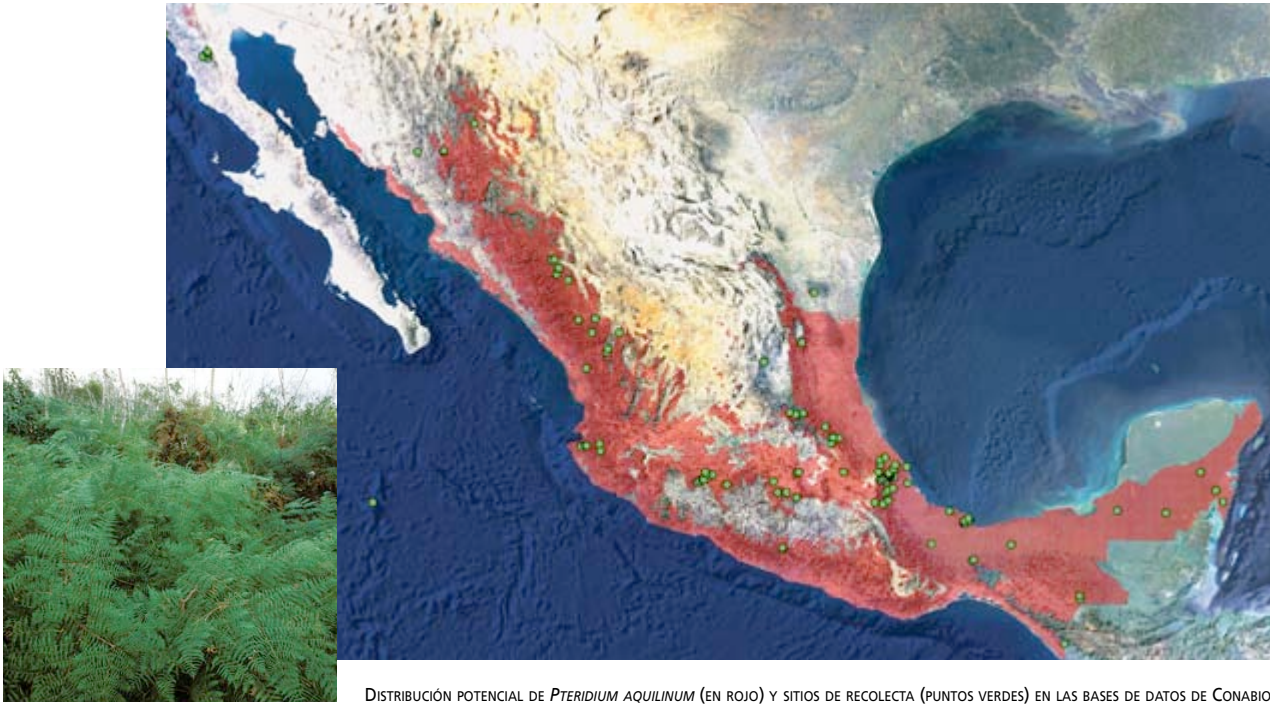 DISTRIBUCIÓN POTENCIAL DE PTERIDIUM AQUILINUM (EN ROJO) Y SITIOS DE RECOLECTA (PUNTOS VERDES) EN LAS BASES DE DATOS DE CONABIO